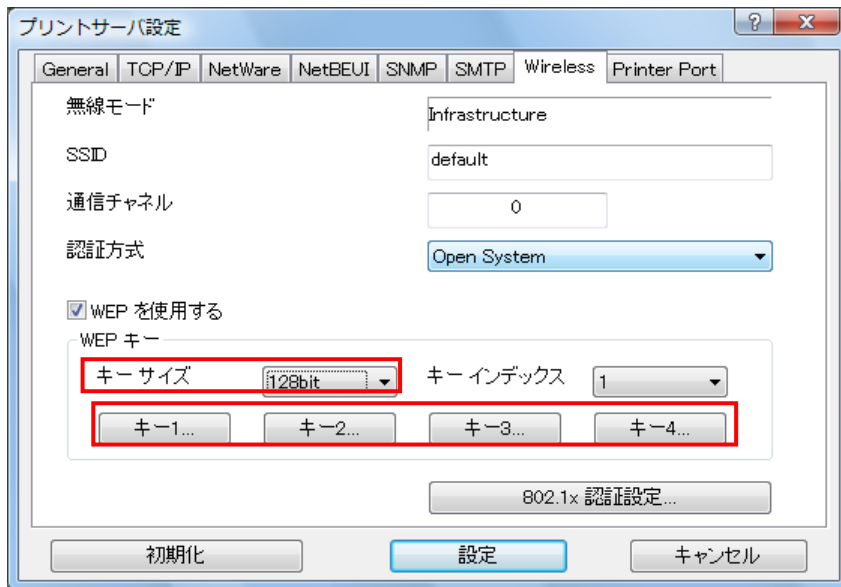 プリントサーバ設定
General TCP/IP NetWare NetBEUI SNMP SMTP Wireless Printer Port
無線モード Infrastructure
SSID default
通信チャネル 0
認証方式 Open System
WEP を使用する
WEP キー
キー サイズ 128bit キー インデックス 1
キー1... キー2... キー3... キー4...
802.1x 認証設定...
初期化 設定 キャンセル